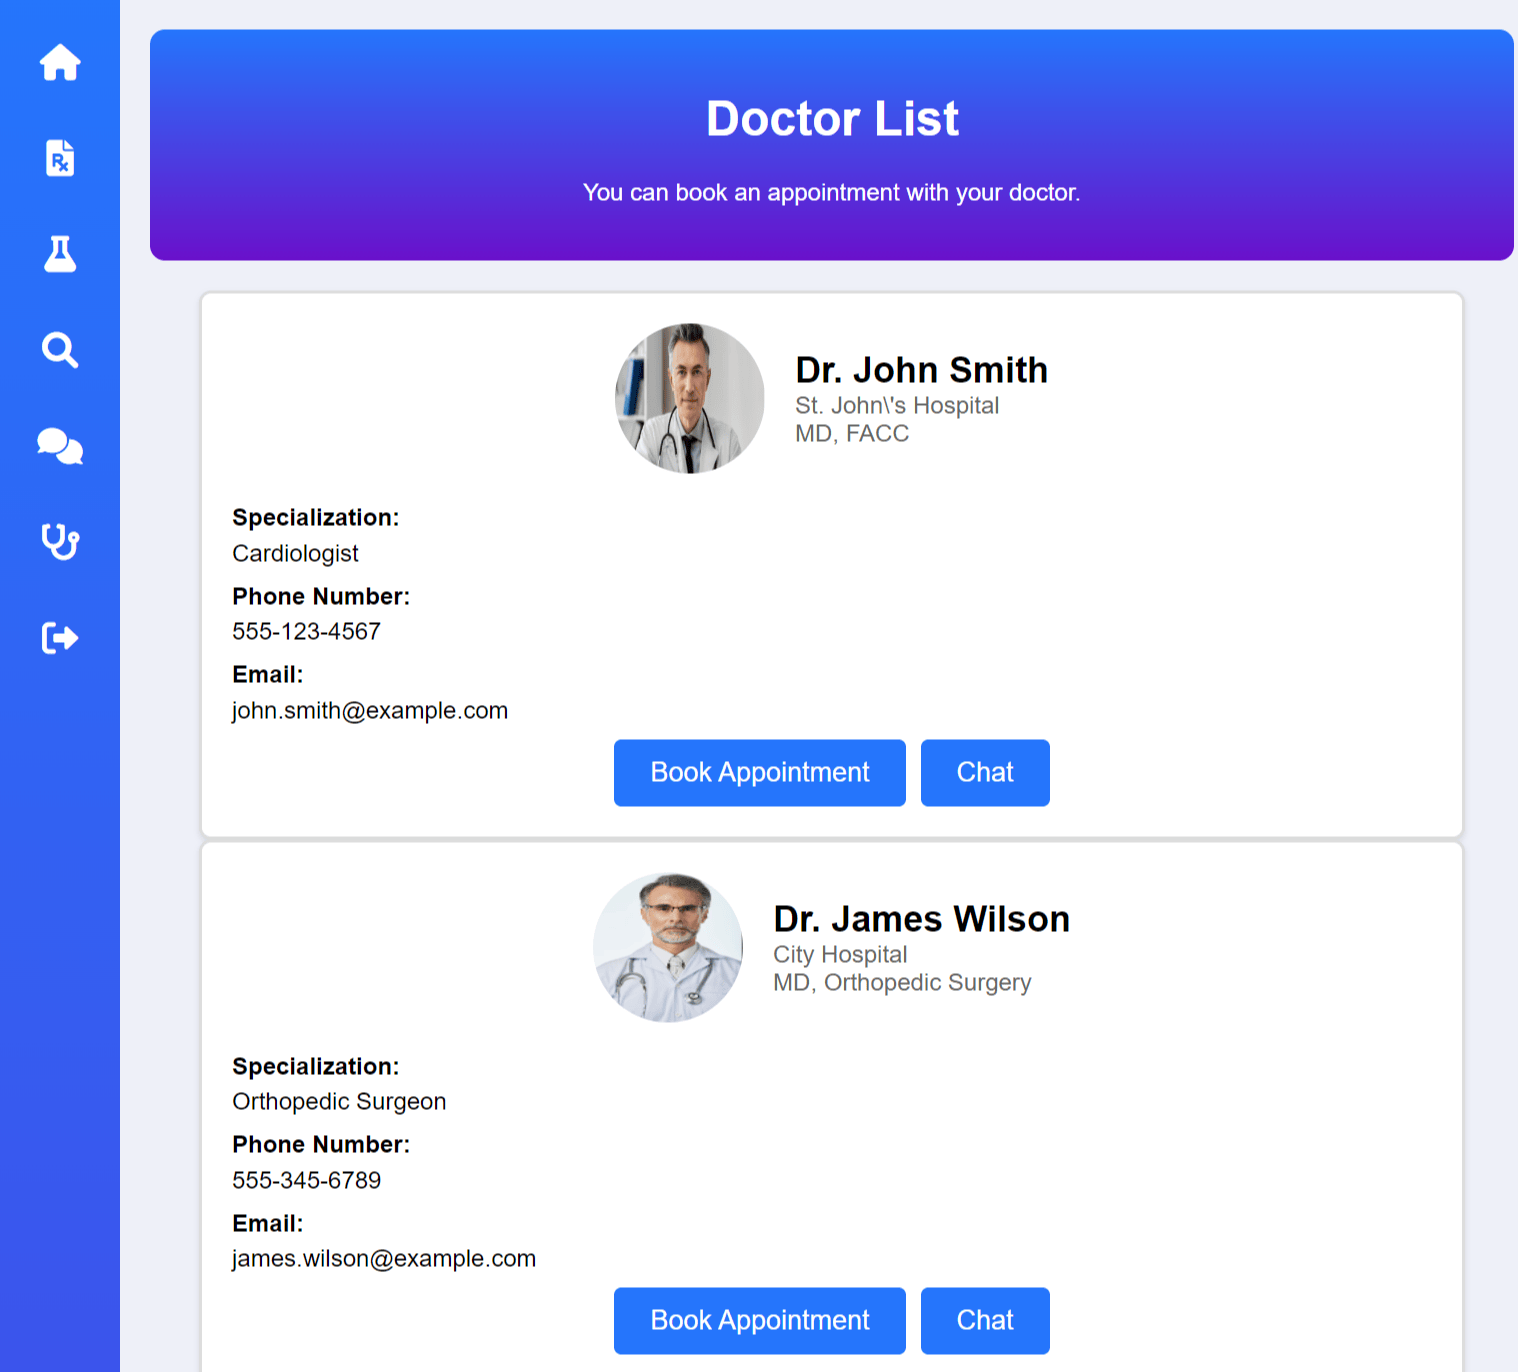 Rx
Doctor List
You can book an appointment with your doctor.
Dr. John Smith
St. John\'s Hospital
MD, FACC
Specialization:
Cardiologist
Phone Number:
555-123-4567
Email:
john.smith@example.com
Book Appointment Chat
Dr. James Wilson
City Hospital
MD, Orthopedic Surgery
Specialization:
Orthopedic Surgeon
Phone Number:
555-345-6789
Email:
james.wilson@example.com
Book Appointment Chat